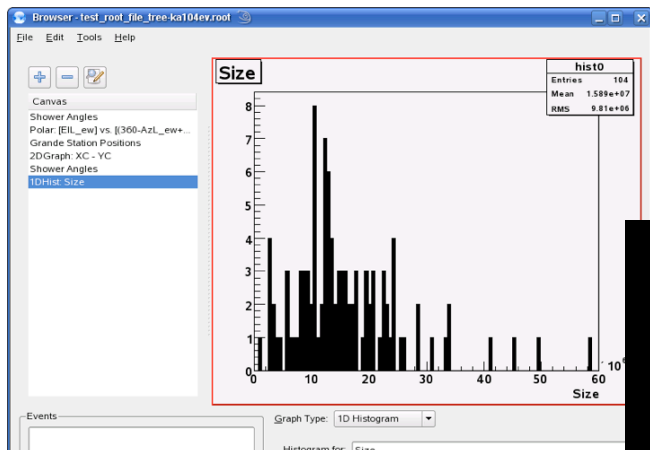 Browser - test_root_file_tree-ka104ev.root
File Edit Tools Help
Canvas
Shower Angles
Polar: [EIL_ew] vs. [(360-AzL_ew+...
Grande Station Positions
2DGraph: XC - YC
Shower Angles
1DHist: Size
Size
hist0
Entries 104
Mean 1.589e+07
RMS 9.81e+06
8
7
6
5
4
3
2
1
0
0 10 20 30 40 50 60
Size
Events
Graph Type: 1D Histogram
Histogram for: Size